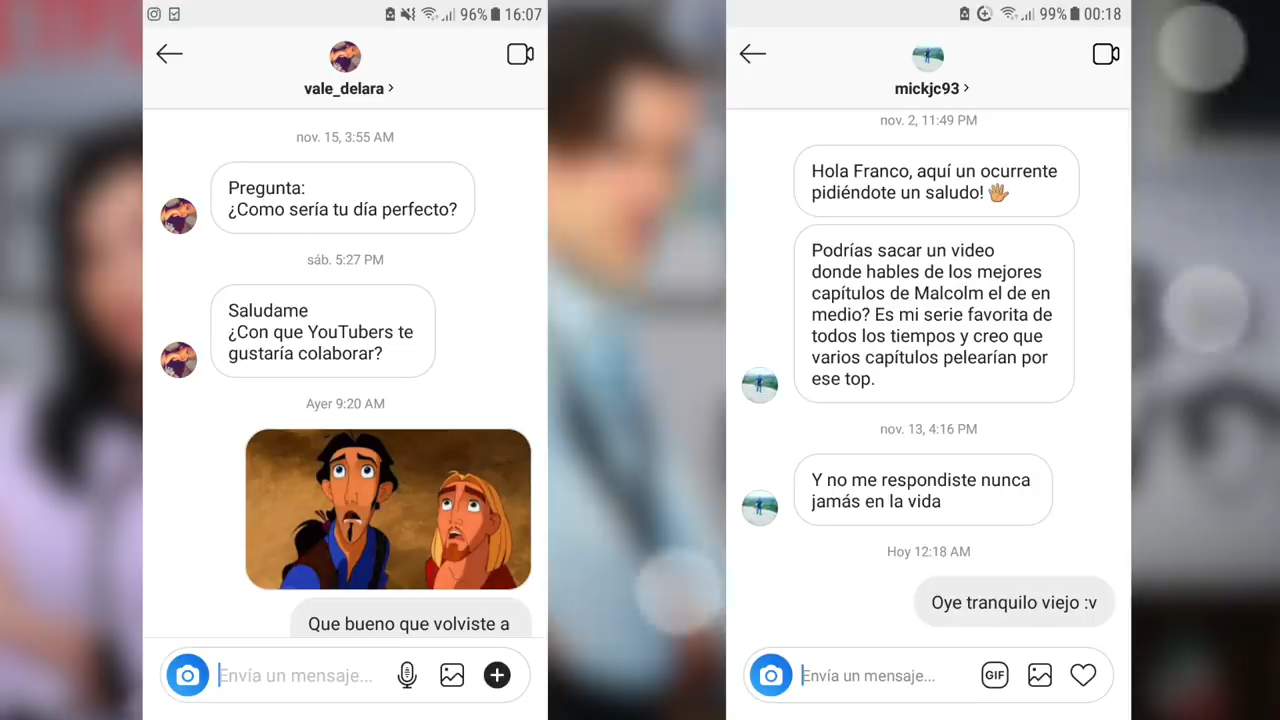 96% 16:07
vale_delara
nov. 15, 3:55 AM
Pregunta:
¿Como sería tu día perfecto?
sáb. 5:27 PM
Saludame
¿Con que YouTubers te
gustaría colaborar?
Ayer 9:20 AM
Que bueno que volviste a
Envía un mensaje...
99% 00:18
mickjc93
nov. 2, 11:49 PM
Hola Franco, aquí un ocurrente
pidiéndote un saludo!
Podrías sacar un video
donde hables de los mejores
capítulos de Malcolm el de en
medio? Es mi serie favorita de
todos los tiempos y creo que
varios capítulos pelearían por
ese top.
nov. 13, 4:16 PM
Y no me respondiste nunca
jamás en la vida
Hoy 12:18 AM
Oye tranquilo viejo :v
Envía un mensaje...
GIF